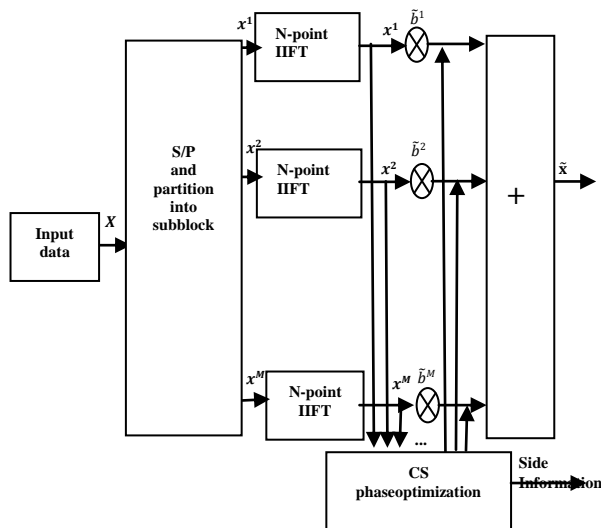 x¹
N-point
IIFT
x¹
b̃¹
S/P
and
partition
into
subblock
x²
N-point
IIFT
x²
b̃²
x̃
+
Input
data
X
xᴹ
N-point
IIFT
xᴹ
b̃ᴹ
...
CS
phaseoptimization
Side
Information